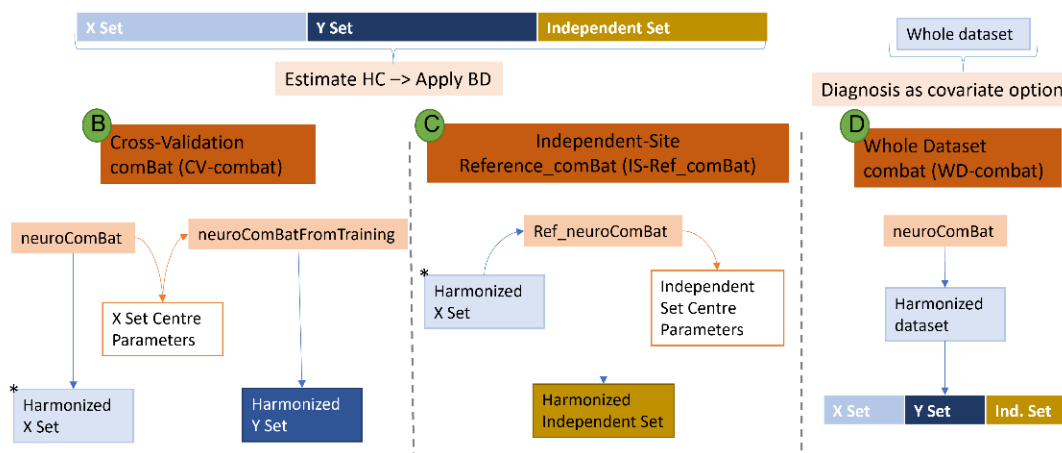 X Set
Y Set
Independent Set
Whole dataset
Estimate HC –> Apply BD
Diagnosis as covariate option
B
Cross-Validation
comBat (CV-combat)
C
Independent-Site
Reference_comBat (IS-Ref_comBat)
D
Whole Dataset
combat (WD-combat)
neuroComBat
neuroComBatFromTraining
X Set Centre
Parameters
*
Harmonized
X Set
Harmonized
Y Set
Ref_neuroComBat
*
Harmonized
X Set
Independent
Set Centre
Parameters
Harmonized
Independent Set
neuroComBat
Harmonized
dataset
X Set
Y Set
Ind. Set